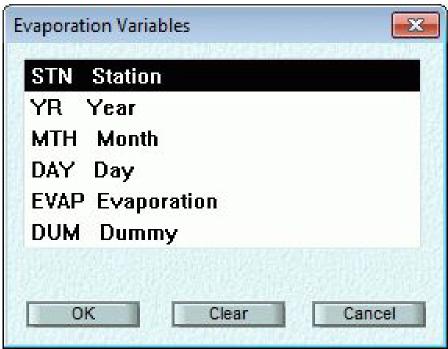 Evaporation Variables
STN Station
YR Year
MTH Month
DAY Day
EVAP Evaporation
DUM Dummy
OK Clear Cancel